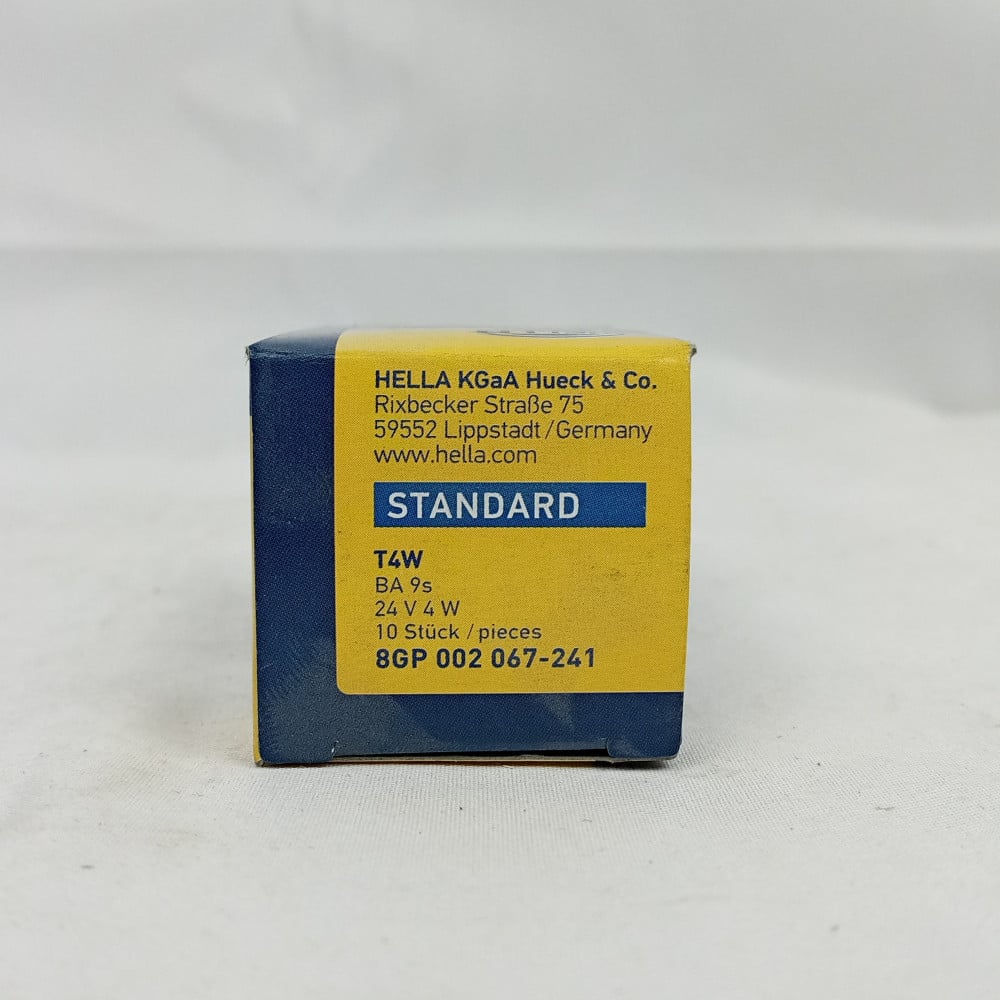 HELLA KGaA Hueck & Co.
Rixbecker Straße 75
59552 Lippstadt/Germany
www.hella.com
STANDARD
T4W
BA 9s
24 V 4 W
10 Stück / pieces
8GP 002 067-241